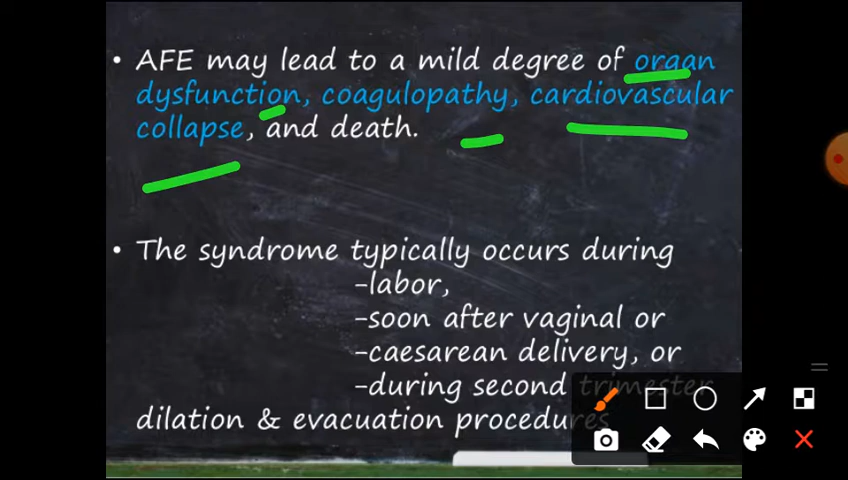 • AFE may lead to a mild degree of organ
dysfunction, coagulopathy, cardiovascular
collapse, and death.
• The syndrome typically occurs during
-labor,
-soon after vaginal or
-caesarean delivery, or
-during second trimester
dilation & evacuation procedures